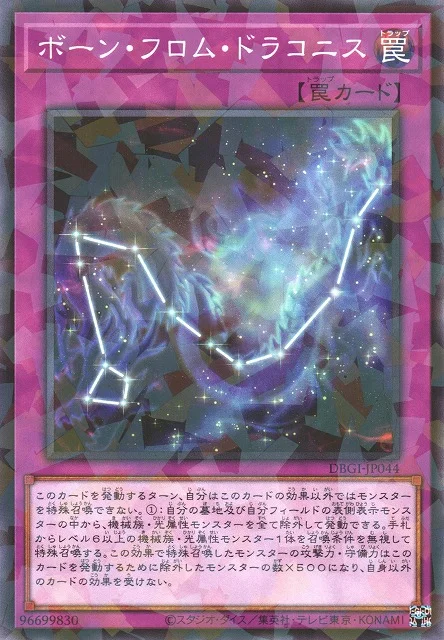 ボーン・フロム・ドラコニス
トラップ
罠
トラップ
【罠カード】
DBGI-JP044
このカードを発動するターン、自分はこのカードの効果以外ではモンスター
を特殊召喚できない。①:自分の墓地及び自分フィールドの表側表示モン
スターの中から、機械族・光属性モンスターを全て除外して発動できる。手札
からレベル6以上の機械族・光属性モンスター1体を召喚条件を無視して
特殊召喚する。この効果で特殊召喚したモンスターの攻撃力・守備力はこの
カードを発動するために除外したモンスターの数×500になり、自身以外
のカードの効果を受けない。
96699830
©スタジオ・ダイス/集英社・テレビ東京・KONAMI